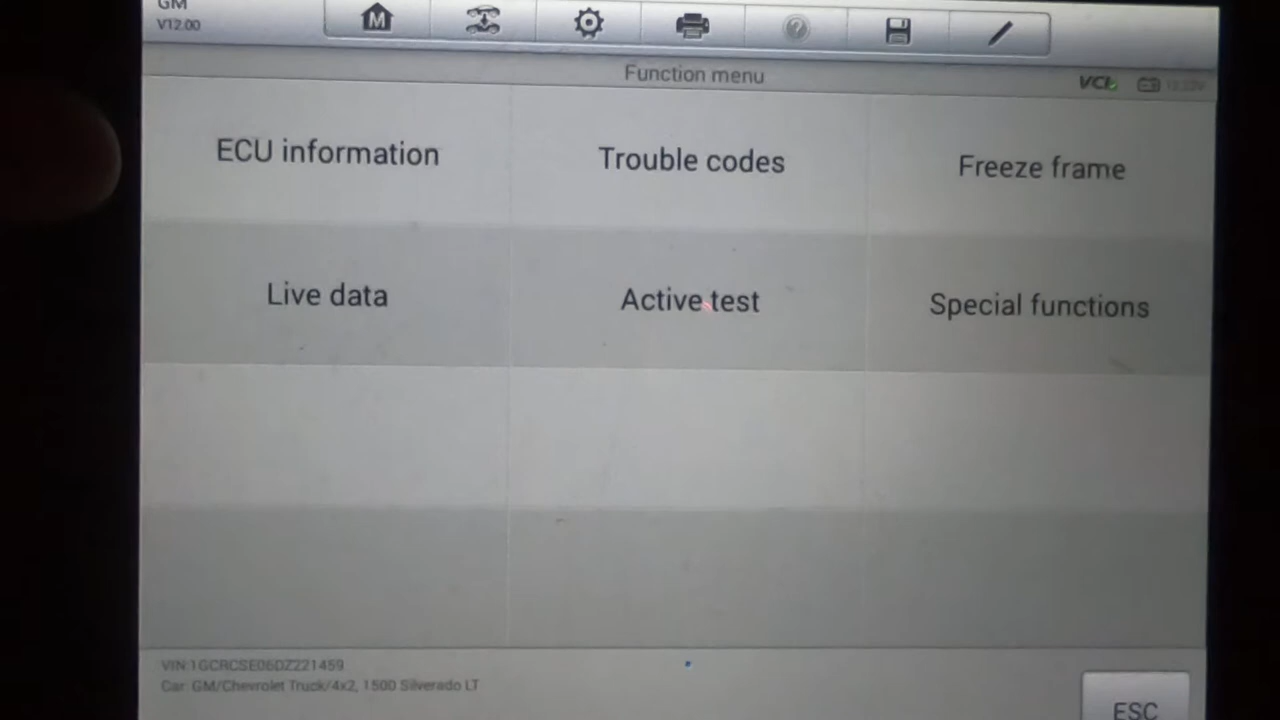 GM
V12.00
M
Function menu
VCI
ECU information
Trouble codes
Freeze frame
Live data
Active test
Special functions
VIN:1GCRCSE06DZ221459
Car: GM/Chevrolet Truck/4x2, 1500 Silverado LT
ESC